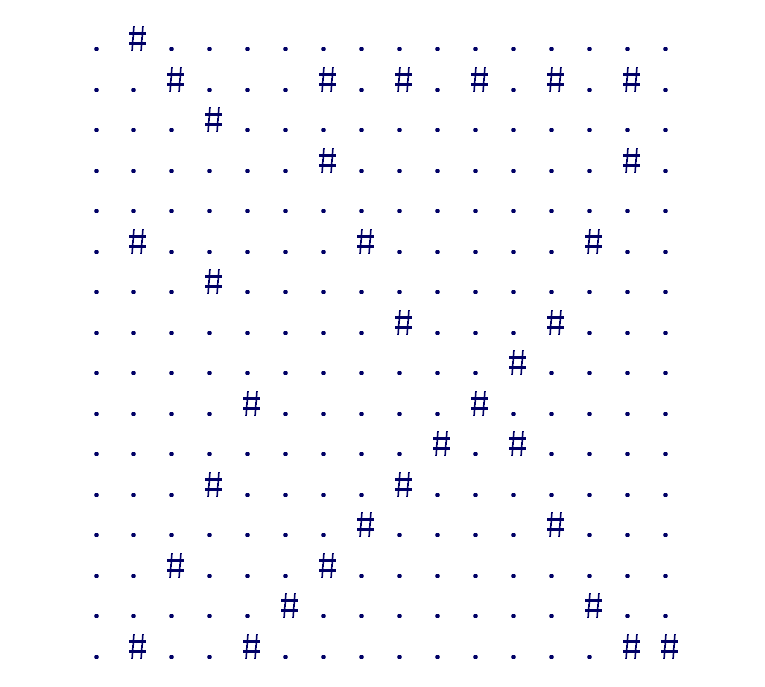 . # . . . . . . . . . . . . . .
. . # . . . # . # . # . # . # .
. . . # . . . . . . . . . . . .
. . . . . . # . . . . . . . # .
. . . . . . . . . . . . . . . .
. # . . . . . # . . . . . # . .
. . . # . . . . . . . . . . . .
. . . . . . . . # . . . # . . .
. . . . . . . . . . . # . . . .
. . . . # . . . . . # . . . . .
. . . . . . . . . # . # . . . .
. . . # . . . . # . . . . . . .
. . . . . . . # . . . . # . . .
. . # . . . # . . . . . . . . .
. . . . . # . . . . . . . # . .
. # . . # . . . . . . . . . # #